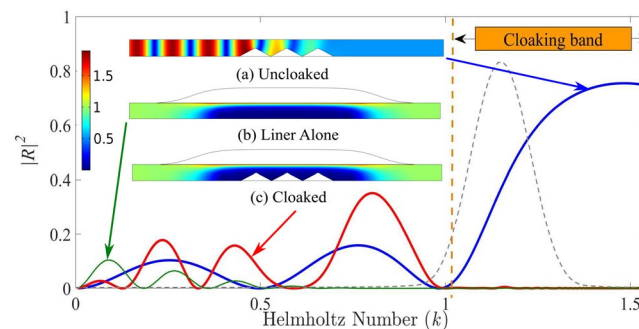 1
0.8
0.6
0.4
0.2
0
|R|²
Cloaking band
1.5
1
0.5
0
(a) Uncloaked
(b) Liner Alone
(c) Cloaked
0 0.5 1 1.5
Helmholtz Number (k)